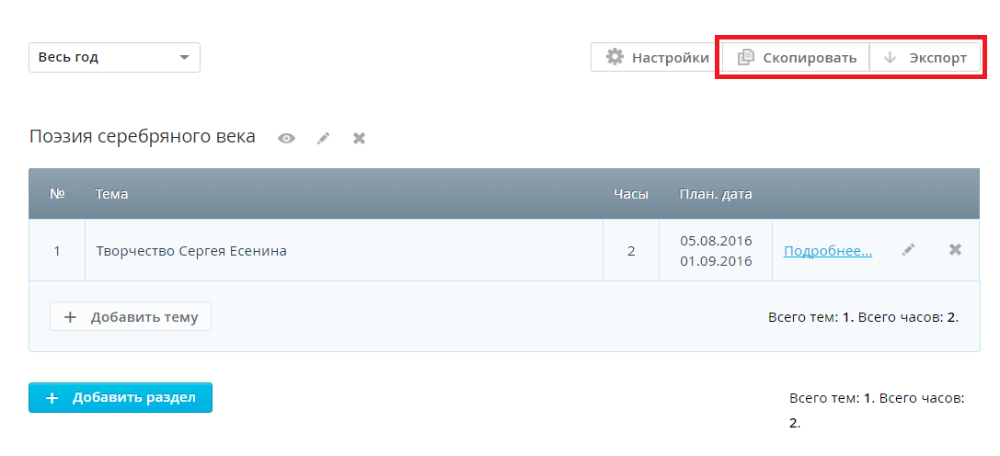 Весь год
Настройки Скопировать Экспорт
Поэзия серебряного века
№ Тема Часы План. дата
1 Творчество Сергея Есенина 2 05.08.2016 01.09.2016 Подробнее...
+ Добавить тему Всего тем: 1. Всего часов: 2.
+ Добавить раздел Всего тем: 1. Всего часов:
2.